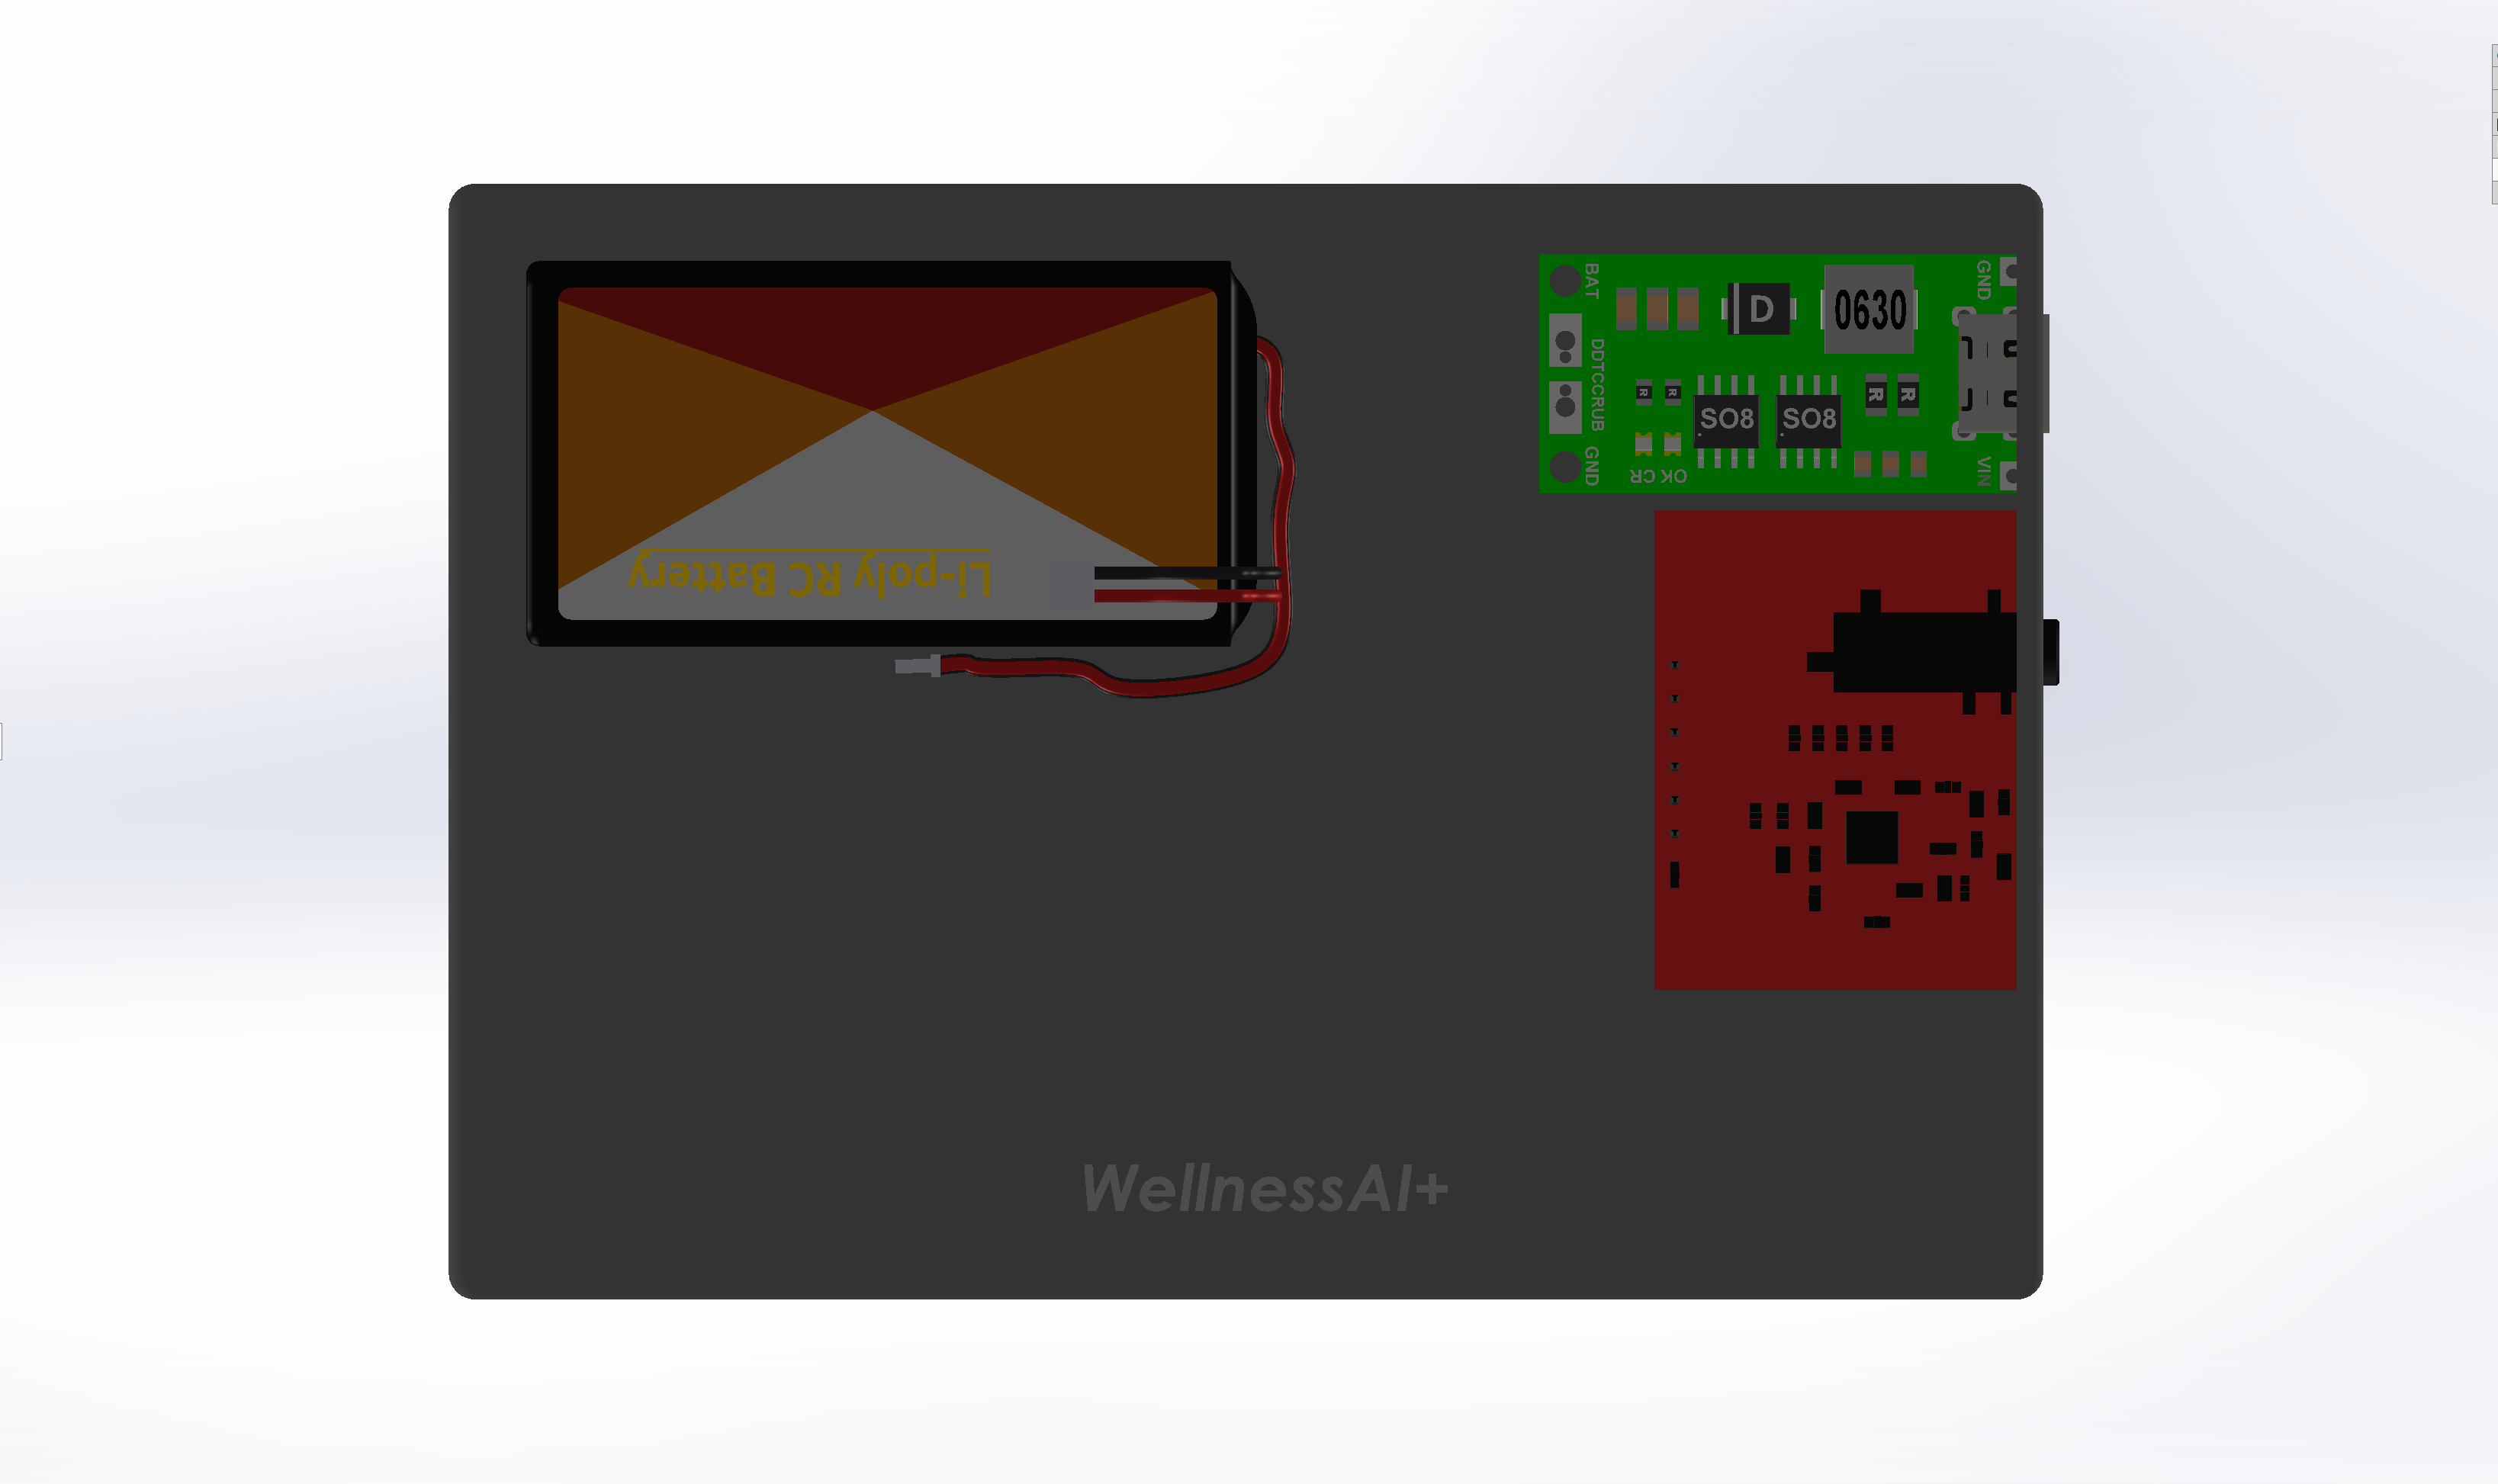 BAT
D
0630
GND
DDTCCRUB
R
R
R
R
SO8
SO8
GND
OK CR
VIN
Li-poly RC Battery
WellnessAI+